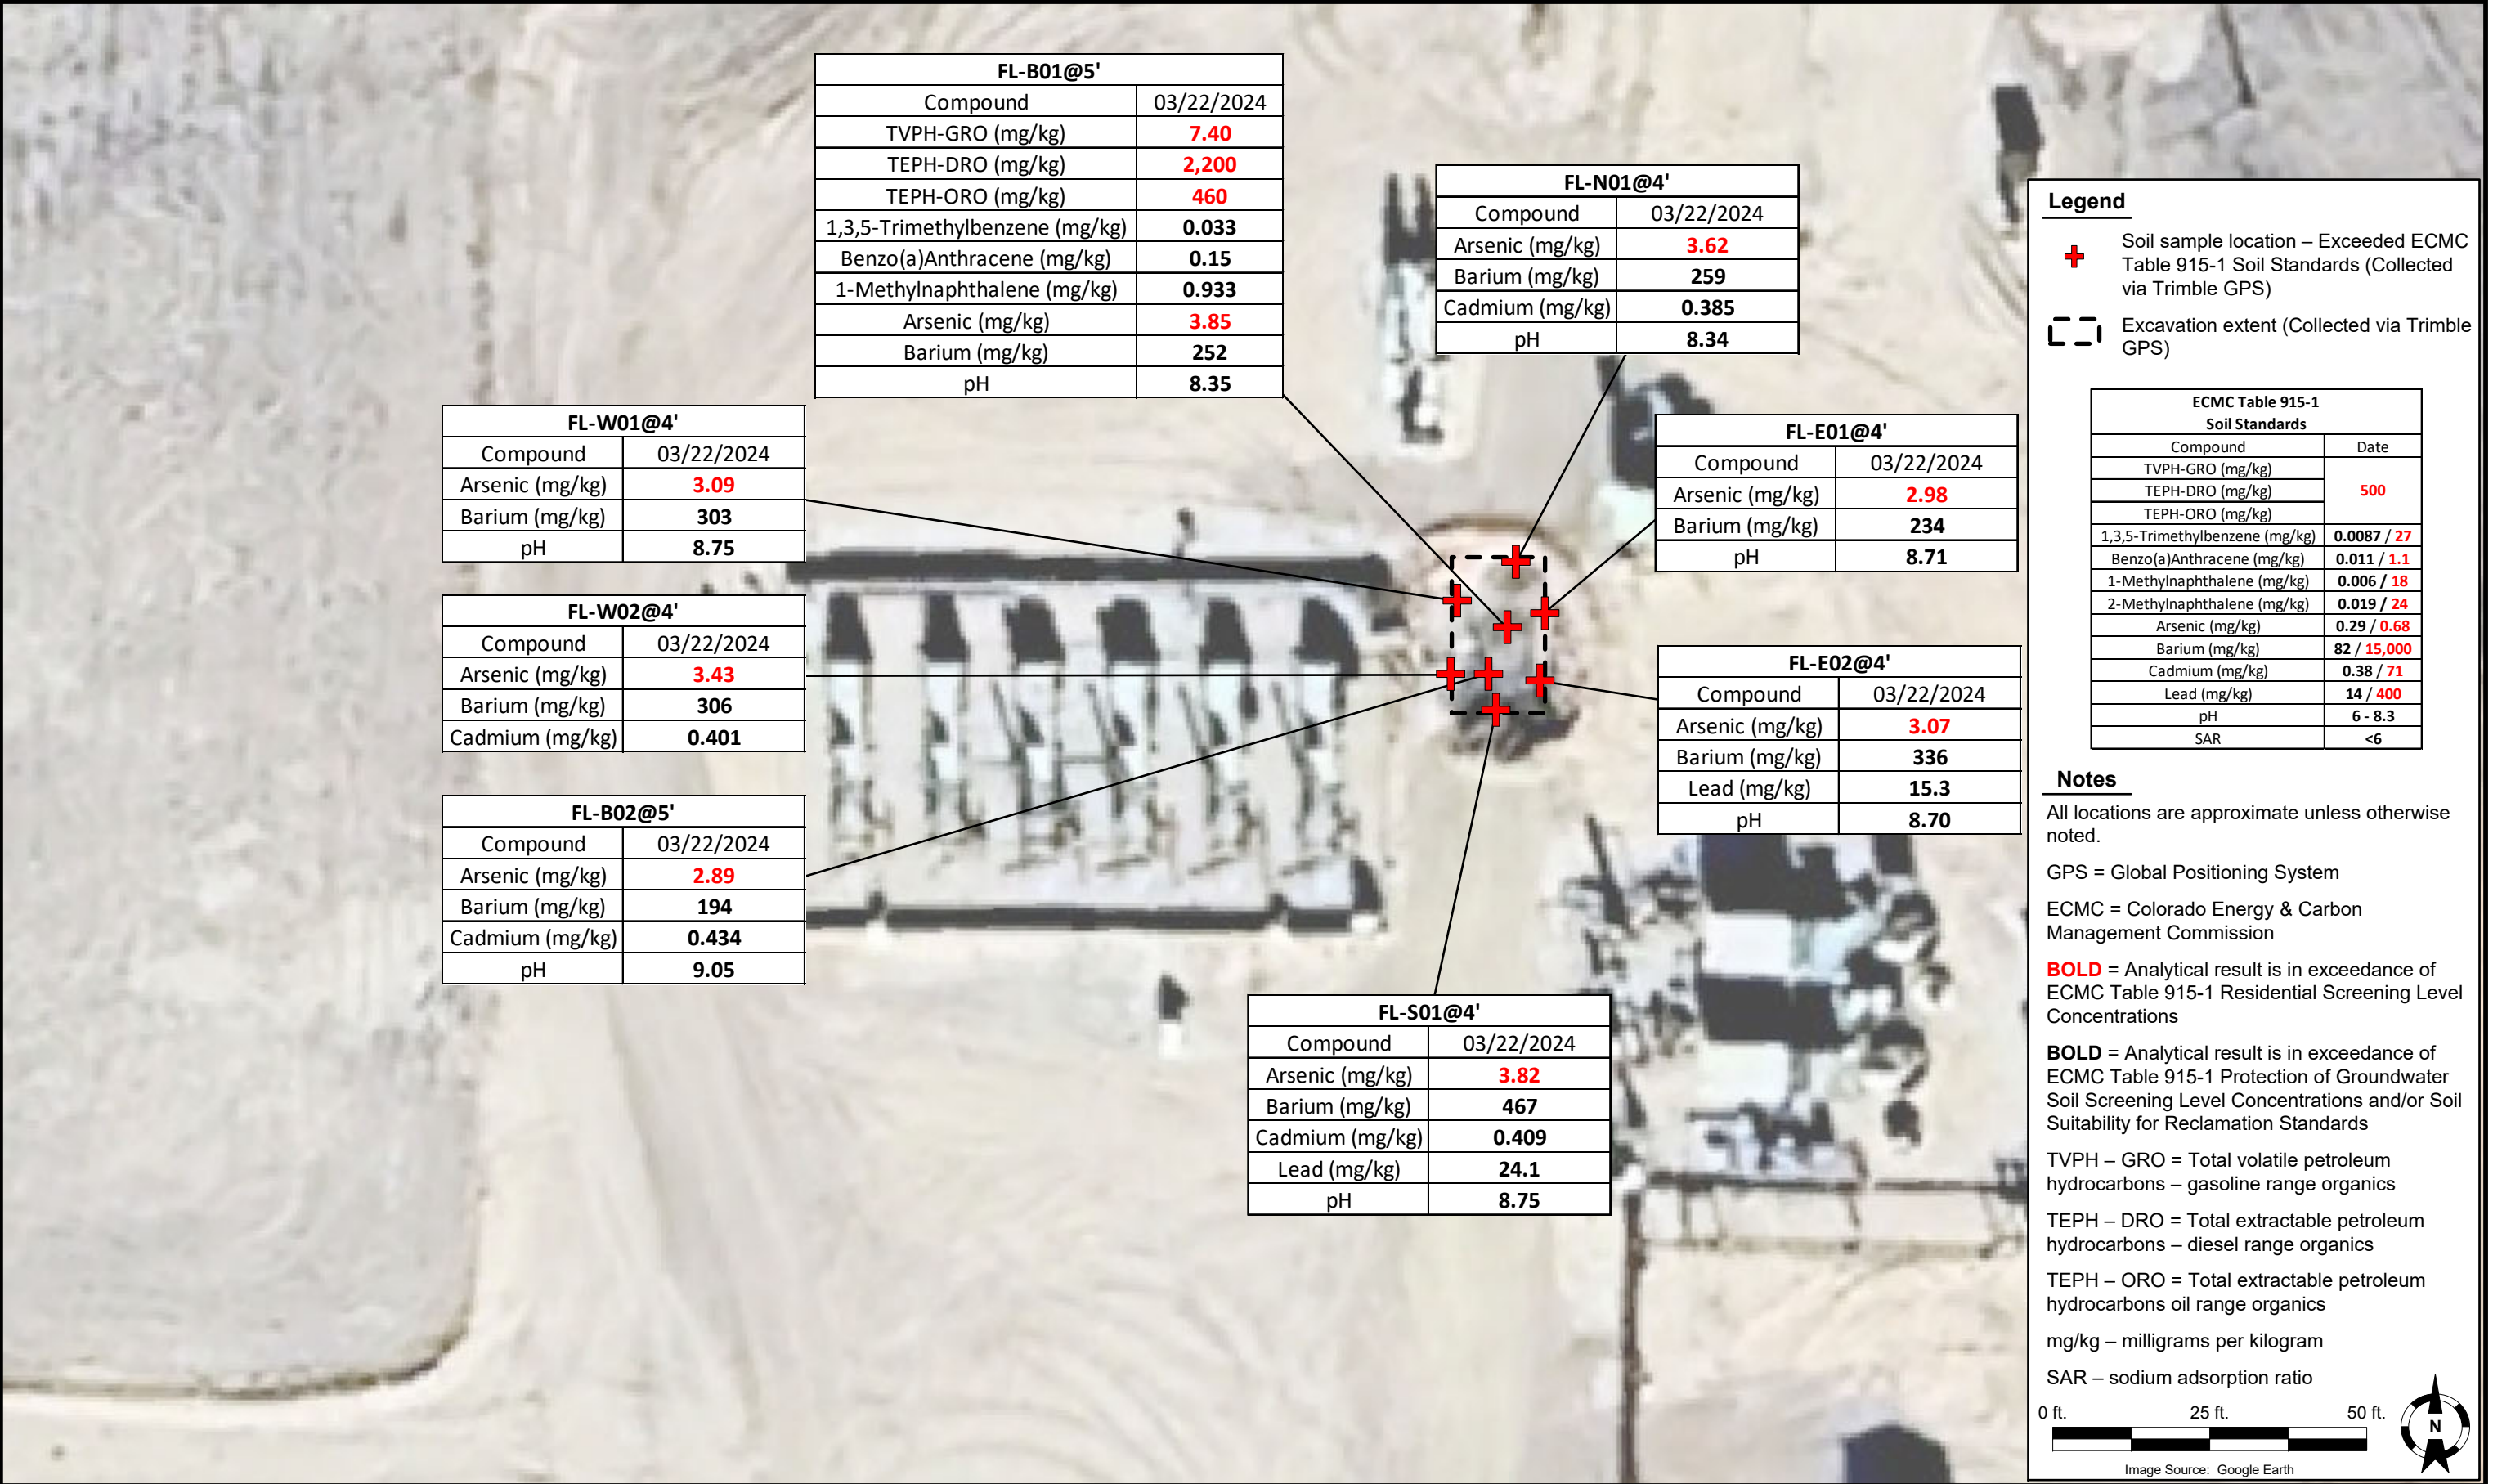 FL-B01@5'
Compound 03/22/2024
TVPH-GRO (mg/kg) 7.40
TEPH-DRO (mg/kg) 2,200
TEPH-ORO (mg/kg) 460
1,3,5-Trimethylbenzene (mg/kg) 0.033
Benzo(a)Anthracene (mg/kg) 0.15
1-Methylnaphthalene (mg/kg) 0.933
Arsenic (mg/kg) 3.85
Barium (mg/kg) 252
pH 8.35
FL-N01@4'
Compound 03/22/2024
Arsenic (mg/kg) 3.62
Barium (mg/kg) 259
Cadmium (mg/kg) 0.385
pH 8.34
FL-W01@4'
Compound 03/22/2024
Arsenic (mg/kg) 3.09
Barium (mg/kg) 303
pH 8.75
FL-E01@4'
Compound 03/22/2024
Arsenic (mg/kg) 2.98
Barium (mg/kg) 234
pH 8.71
FL-W02@4'
Compound 03/22/2024
Arsenic (mg/kg) 3.43
Barium (mg/kg) 306
Cadmium (mg/kg) 0.401
FL-E02@4'
Compound 03/22/2024
Arsenic (mg/kg) 3.07
Barium (mg/kg) 336
Lead (mg/kg) 15.3
pH 8.70
FL-B02@5'
Compound 03/22/2024
Arsenic (mg/kg) 2.89
Barium (mg/kg) 194
Cadmium (mg/kg) 0.434
pH 9.05
FL-S01@4'
Compound 03/22/2024
Arsenic (mg/kg) 3.82
Barium (mg/kg) 467
Cadmium (mg/kg) 0.409
Lead (mg/kg) 24.1
pH 8.75
Legend
Soil sample location – Exceeded ECMC
Table 915-1 Soil Standards (Collected
via Trimble GPS)
Excavation extent (Collected via Trimble
GPS)
ECMC Table 915-1
Soil Standards
Compound Date
TVPH-GRO (mg/kg)
TEPH-DRO (mg/kg) 500
TEPH-ORO (mg/kg)
1,3,5-Trimethylbenzene (mg/kg) 0.0087 / 27
Benzo(a)Anthracene (mg/kg) 0.011 / 1.1
1-Methylnaphthalene (mg/kg) 0.006 / 18
2-Methylnaphthalene (mg/kg) 0.019 / 24
Arsenic (mg/kg) 0.29 / 0.68
Barium (mg/kg) 82 / 15,000
Cadmium (mg/kg) 0.38 / 71
Lead (mg/kg) 14 / 400
pH 6 - 8.3
SAR <6
Notes
All locations are approximate unless otherwise
noted.
GPS = Global Positioning System
ECMC = Colorado Energy & Carbon
Management Commission
BOLD = Analytical result is in exceedance of
ECMC Table 915-1 Residential Screening Level
Concentrations
BOLD = Analytical result is in exceedance of
ECMC Table 915-1 Protection of Groundwater
Soil Screening Level Concentrations and/or Soil
Suitability for Reclamation Standards
TVPH – GRO = Total volatile petroleum
hydrocarbons – gasoline range organics
TEPH – DRO = Total extractable petroleum
hydrocarbons – diesel range organics
TEPH – ORO = Total extractable petroleum
hydrocarbons oil range organics
mg/kg – milligrams per kilogram
SAR – sodium adsorption ratio
0 ft. 25 ft. 50 ft.
N
Image Source: Google Earth